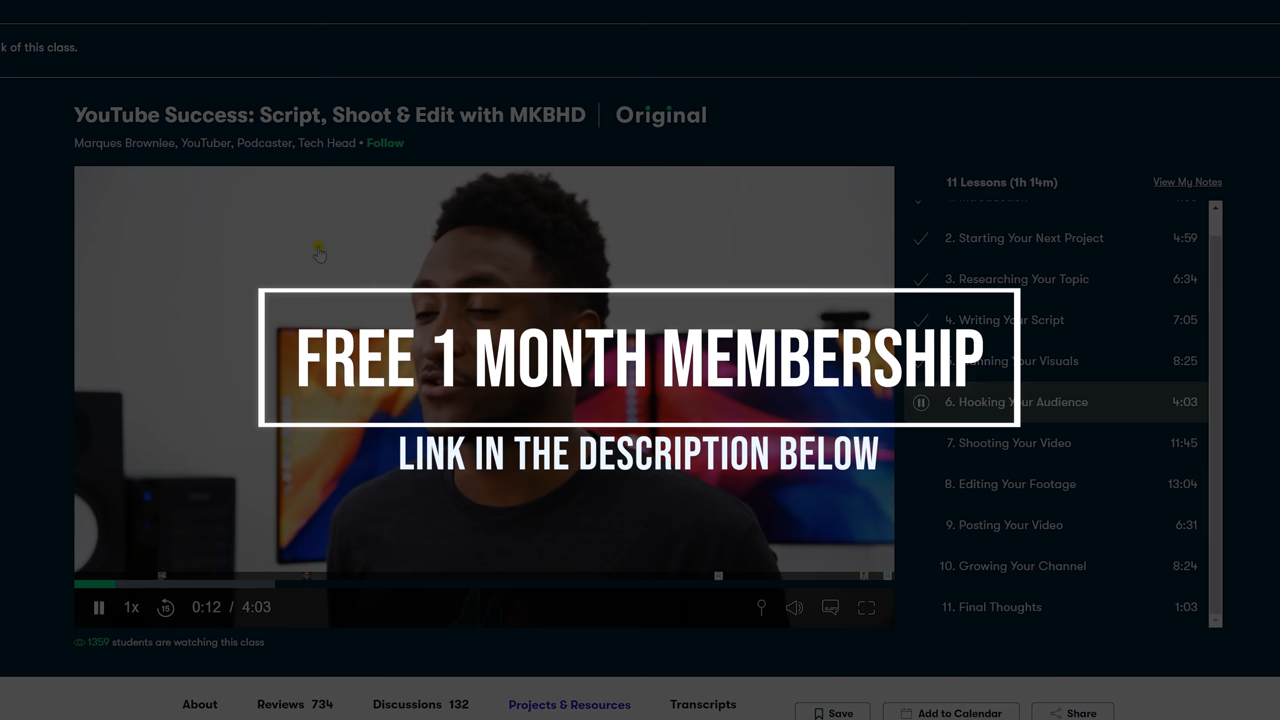 k of this class.
YouTube Success: Script, Shoot & Edit with MKBHD | Original
Marques Brownlee, YouTuber, Podcaster, Tech Head • Follow
11 Lessons (1h 14m) View My Notes
2. Starting Your Next Project 4:59
3. Researching Your Topic 6:34
4. Writing Your Script 7:05
Your Visuals 8:25
6. Hooking Your Audience 4:03
7. Shooting Your Video 11:45
8. Editing Your Footage 13:04
9. Posting Your Video 6:31
10. Growing Your Channel 8:24
11. Final Thoughts 1:03
FREE 1 MONTH MEMBERSHIP
LINK IN THE DESCRIPTION BELOW
1x 15 0:12 / 4:03
1359 students are watching this class
About Reviews 734 Discussions 132 Projects & Resources Transcripts Save Add to Calendar Share